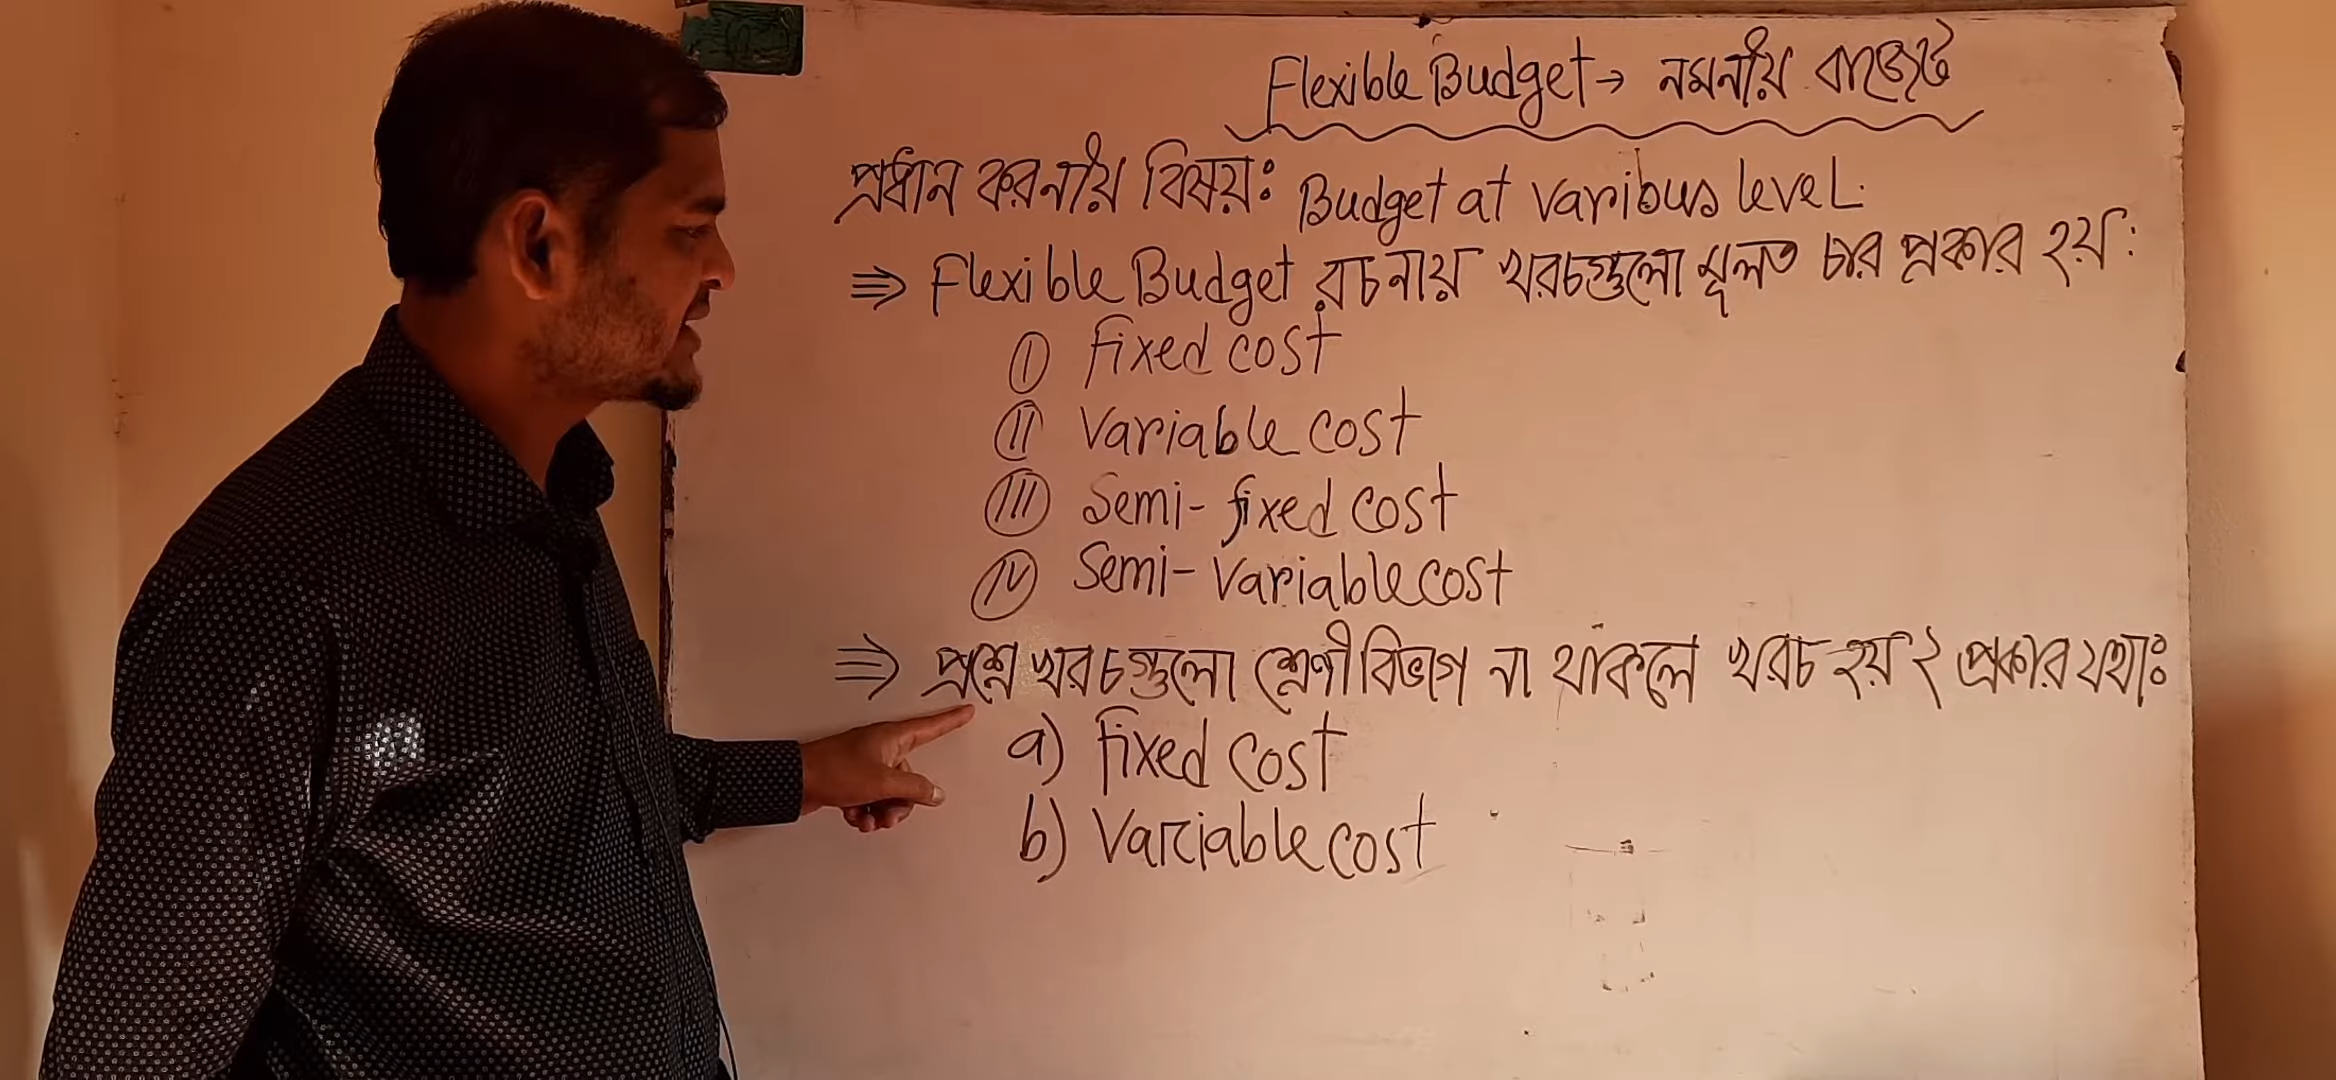 Flexible Budget → নমনীয় বাজেট
প্রধান করনীয় বিষয়ঃ Budget at various level.
⇒ Flexible Budget রচনায় খরচগুলো মূলত চার প্রকার হয়:
(I) Fixed cost
(II) Variable cost
(III) Semi-fixed cost
(IV) Semi-Variable cost
⇒ প্রশ্নে খরচগুলো শ্রেণীবিভাগ না থাকলে খরচ হয় ২ প্রকার যথাঃ
a) Fixed cost
b) Variable cost